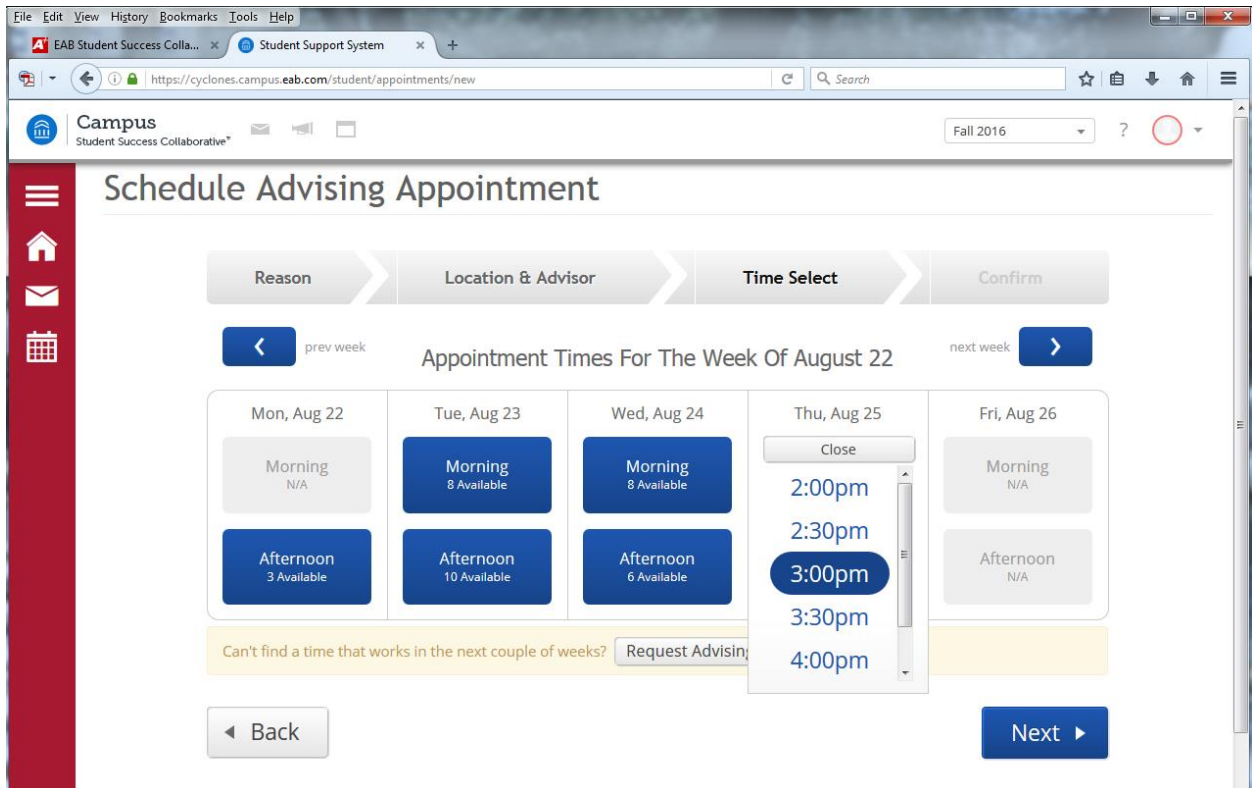 File Edit View History Bookmarks Tools Help
EAB Student Success Colla... × Student Support System × +
https://cyclones.campus.eab.com/student/appointments/new Search
Campus
Student Success Collaborative
Fall 2016 ?
Schedule Advising Appointment
Reason Location & Advisor Time Select Confirm
prev week Appointment Times For The Week Of August 22 next week
Mon, Aug 22 Tue, Aug 23 Wed, Aug 24 Thu, Aug 25 Fri, Aug 26
Close
Morning Morning Morning Morning
N/A 8 Available 8 Available N/A
2:00pm
2:30pm
Afternoon Afternoon Afternoon Afternoon
3 Available 10 Available 6 Available N/A
3:00pm
3:30pm
4:00pm
Can't find a time that works in the next couple of weeks? Request Advising
Back Next